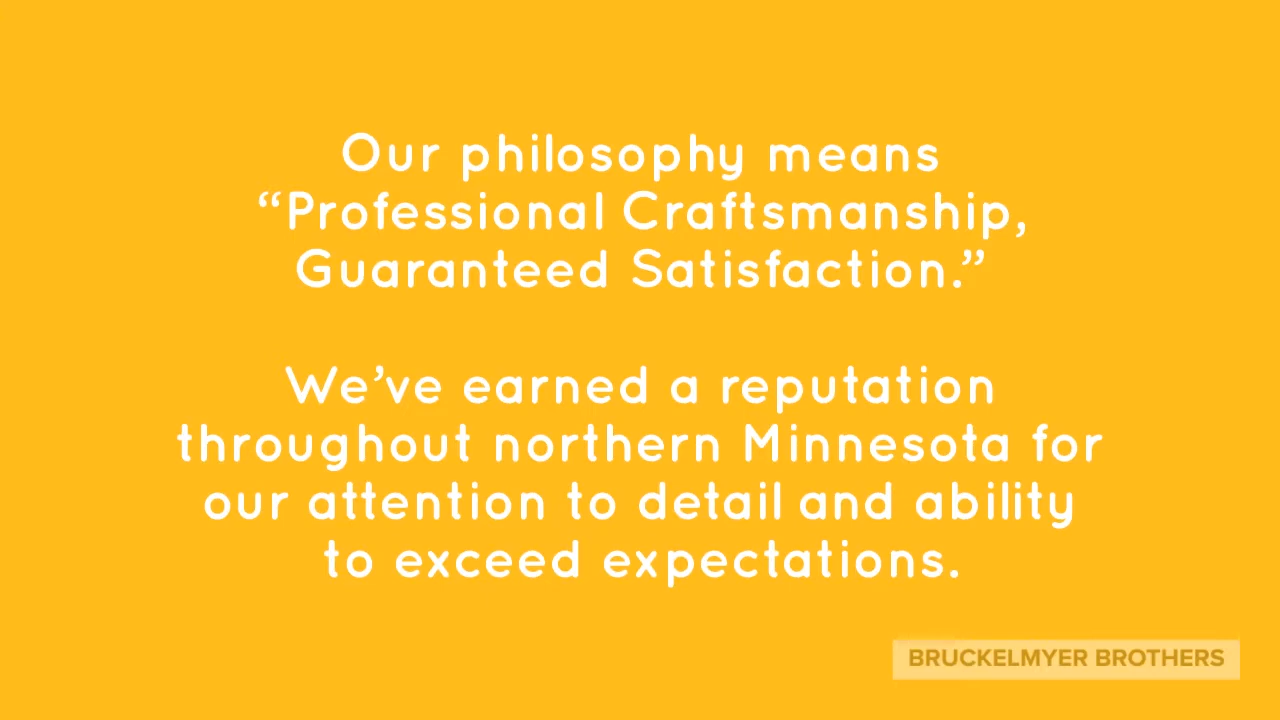 Our philosophy means
“Professional Craftsmanship,
Guaranteed Satisfaction.”
We’ve earned a reputation
throughout northern Minnesota for
our attention to detail and ability
to exceed expectations.
BRUCKELMYER BROTHERS